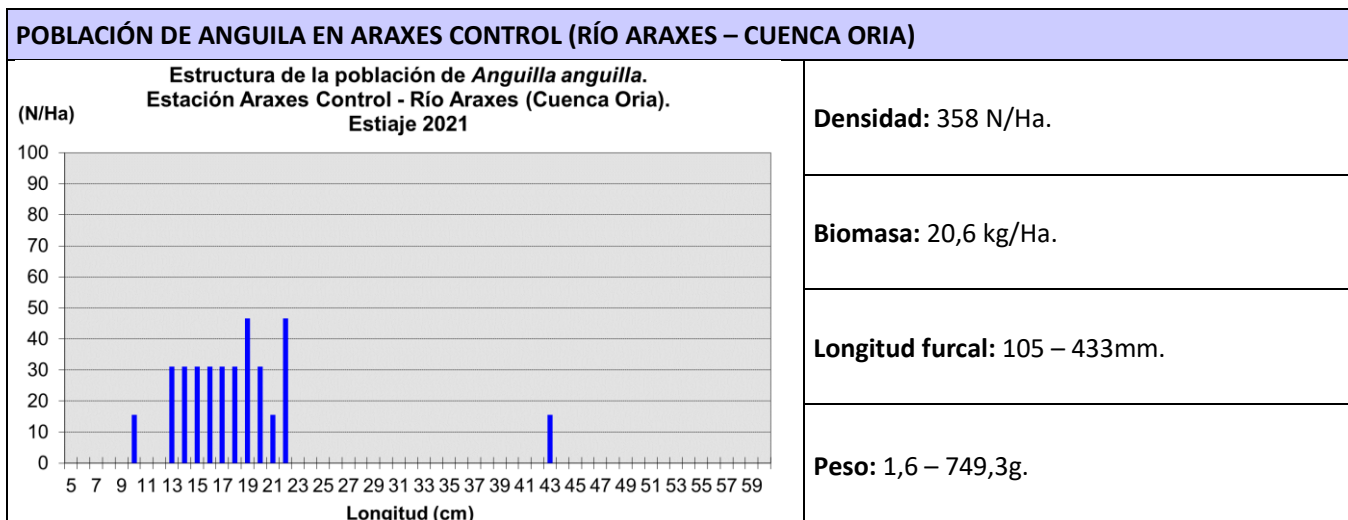 POBLACIÓN DE ANGUILA EN ARAXES CONTROL (RÍO ARAXES – CUENCA ORIA)
Estructura de la población de Anguilla anguilla.
Estación Araxes Control - Río Araxes (Cuenca Oria).
Estiaje 2021
(N/Ha)
100
90
80
70
60
50
40
30
20
10
0
5 7 9 11 13 15 17 19 21 23 25 27 29 31 33 35 37 39 41 43 45 47 49 51 53 55 57 59
Longitud (cm)
Densidad: 358 N/Ha.
Biomasa: 20,6 kg/Ha.
Longitud furcal: 105 – 433mm.
Peso: 1,6 – 749,3g.